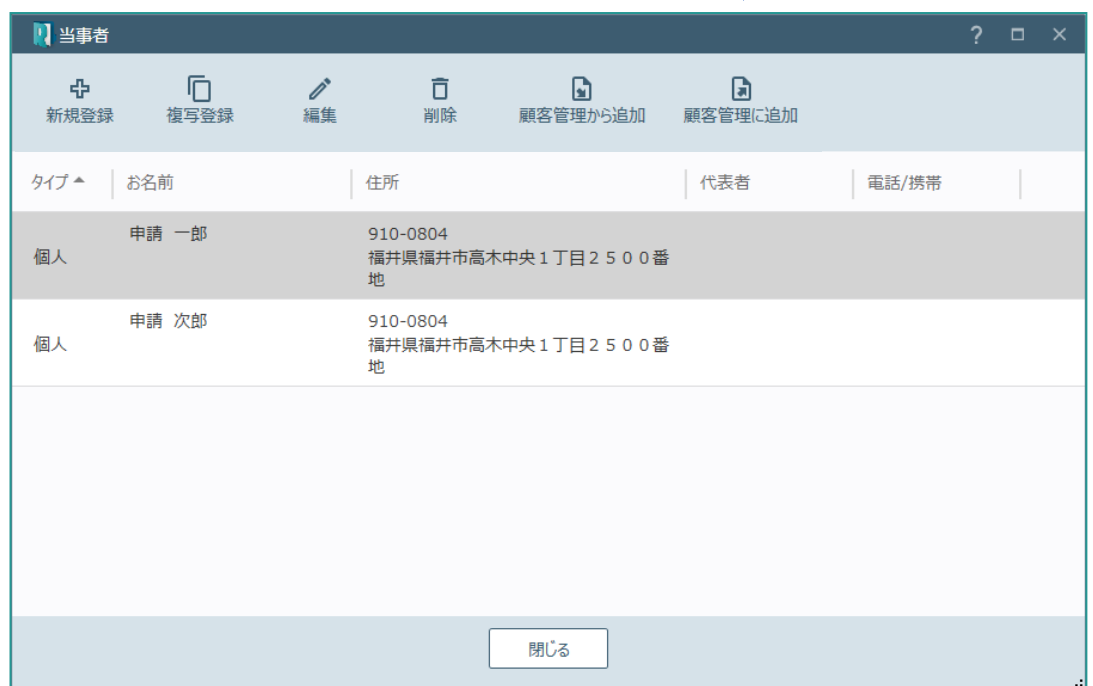 当事者
新規登録 複写登録 編集 削除 顧客管理から追加 顧客管理に追加
タイプ お名前 住所 代表者 電話/携帯
個人
申請 一郎
910-0804
福井県福井市高木中央1丁目2500番
地
個人
申請 次郎
910-0804
福井県福井市高木中央1丁目2500番
地
閉じる